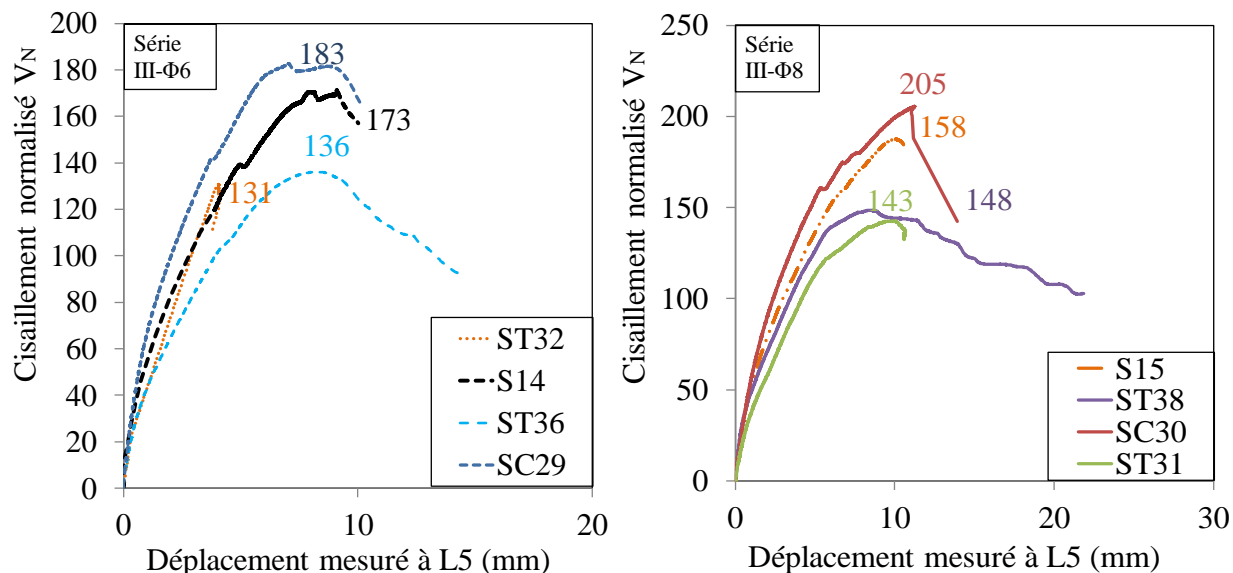 Cisaillement normalisé VN
200
180
160
140
120
100
80
60
40
20
0
Série
III-Φ6
183
173
136
131
ST32
S14
ST36
SC29
0
10
20
Déplacement mesuré à L5 (mm)
Cisaillement normalisé VN
250
200
150
100
50
0
Série
III-Φ8
205
158
148
143
S15
ST38
SC30
ST31
0
10
20
30
Déplacement mesuré à L5 (mm)